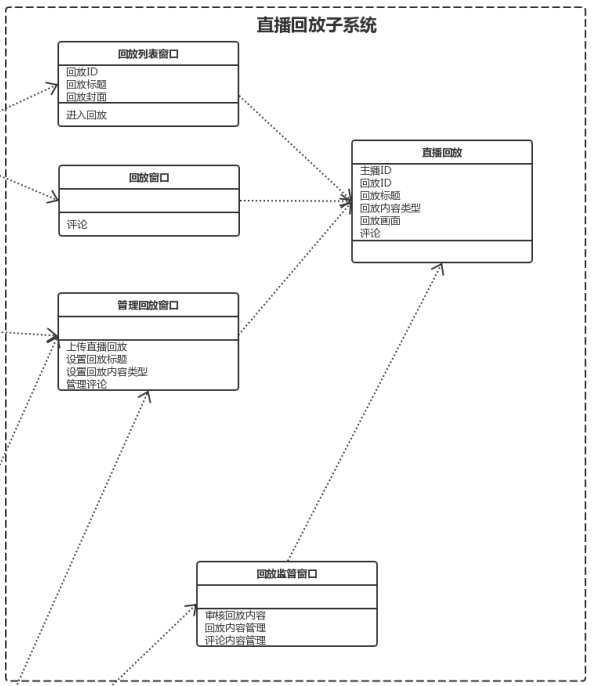 直播回放子系统
回放列表窗口
回放ID
回放标题
回放封面
进入回放
回放窗口
评论
管理回放窗口
上传直播回放
设置回放标题
设置回放内容类型
管理评论
直播回放
主播ID
回放ID
回放标题
回放内容类型
回放画面
评论
回放监管窗口
审核回放内容
回放内容管理
评论内容管理